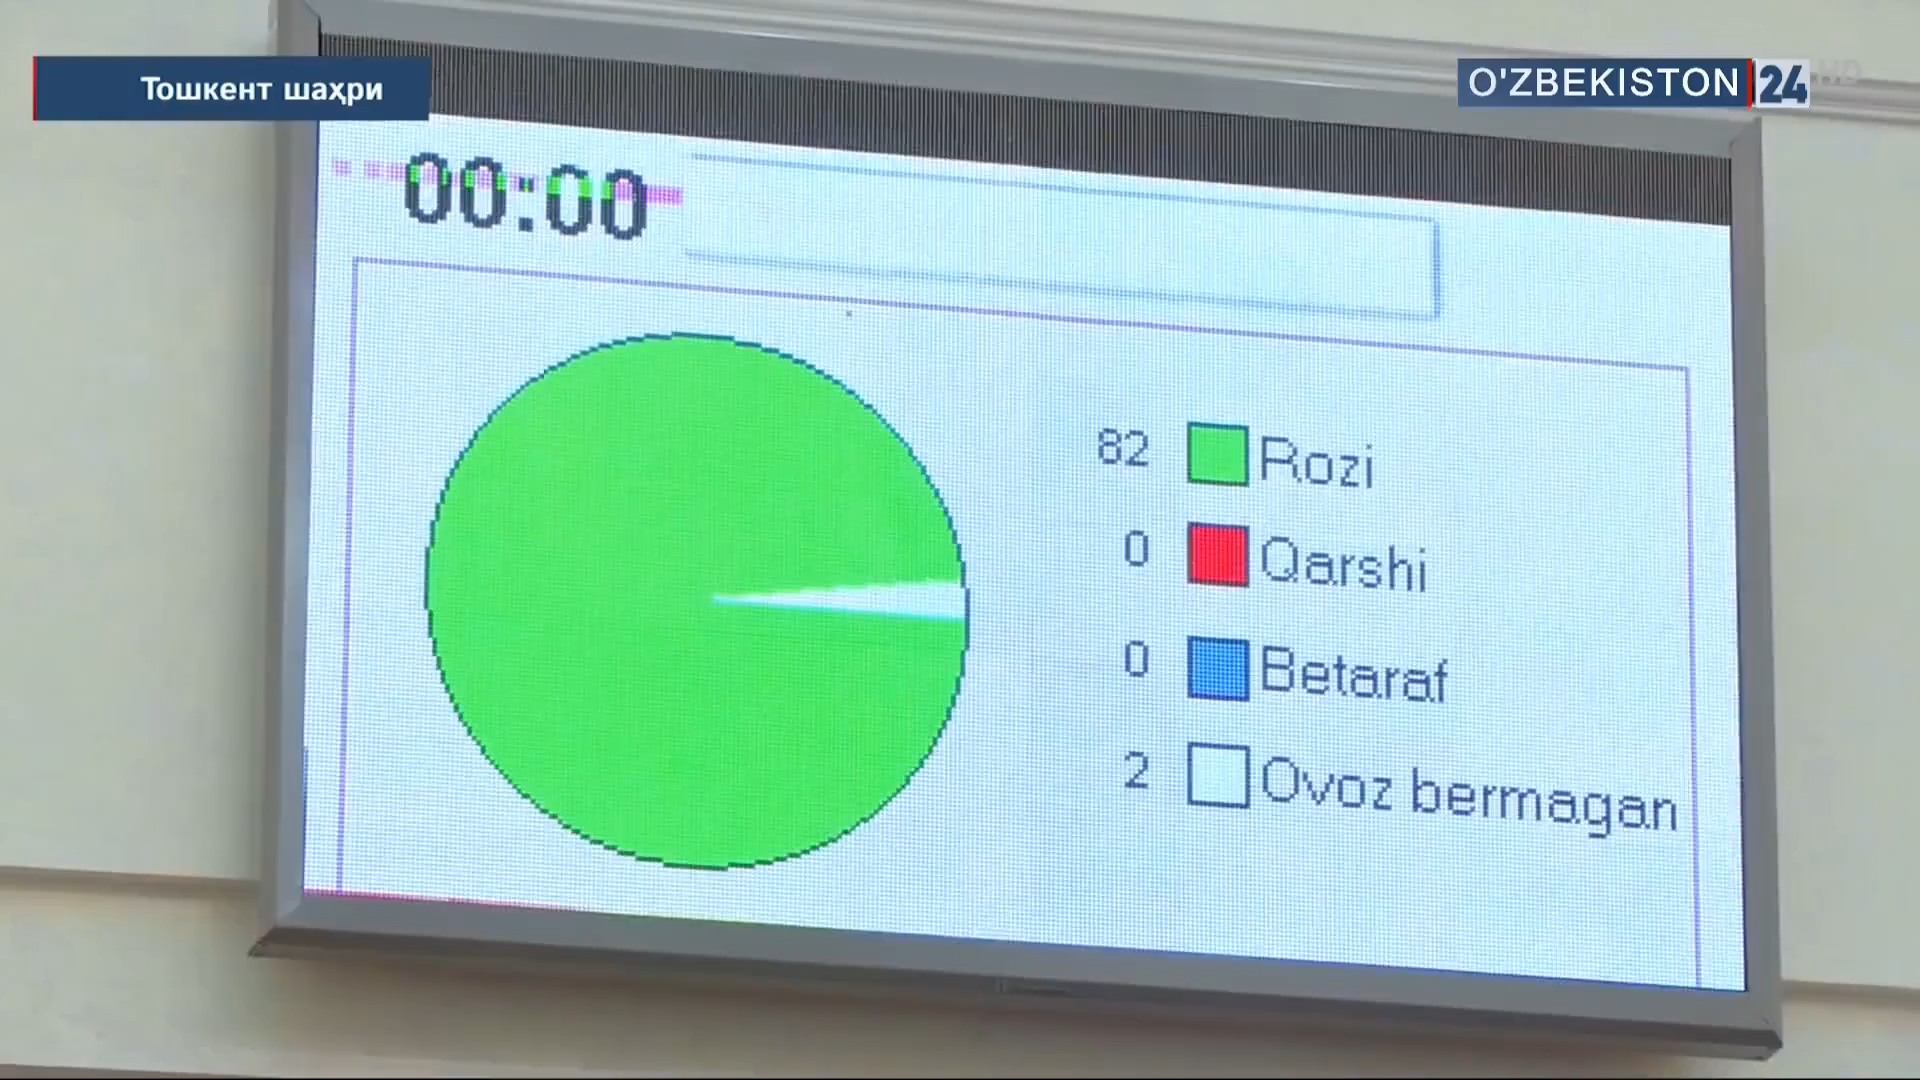 Тошкент шаҳри
O'ZBEKISTON 24
00:00
82 Rozi
0 Qarshi
0 Betaraf
2 Ovoz bermagan